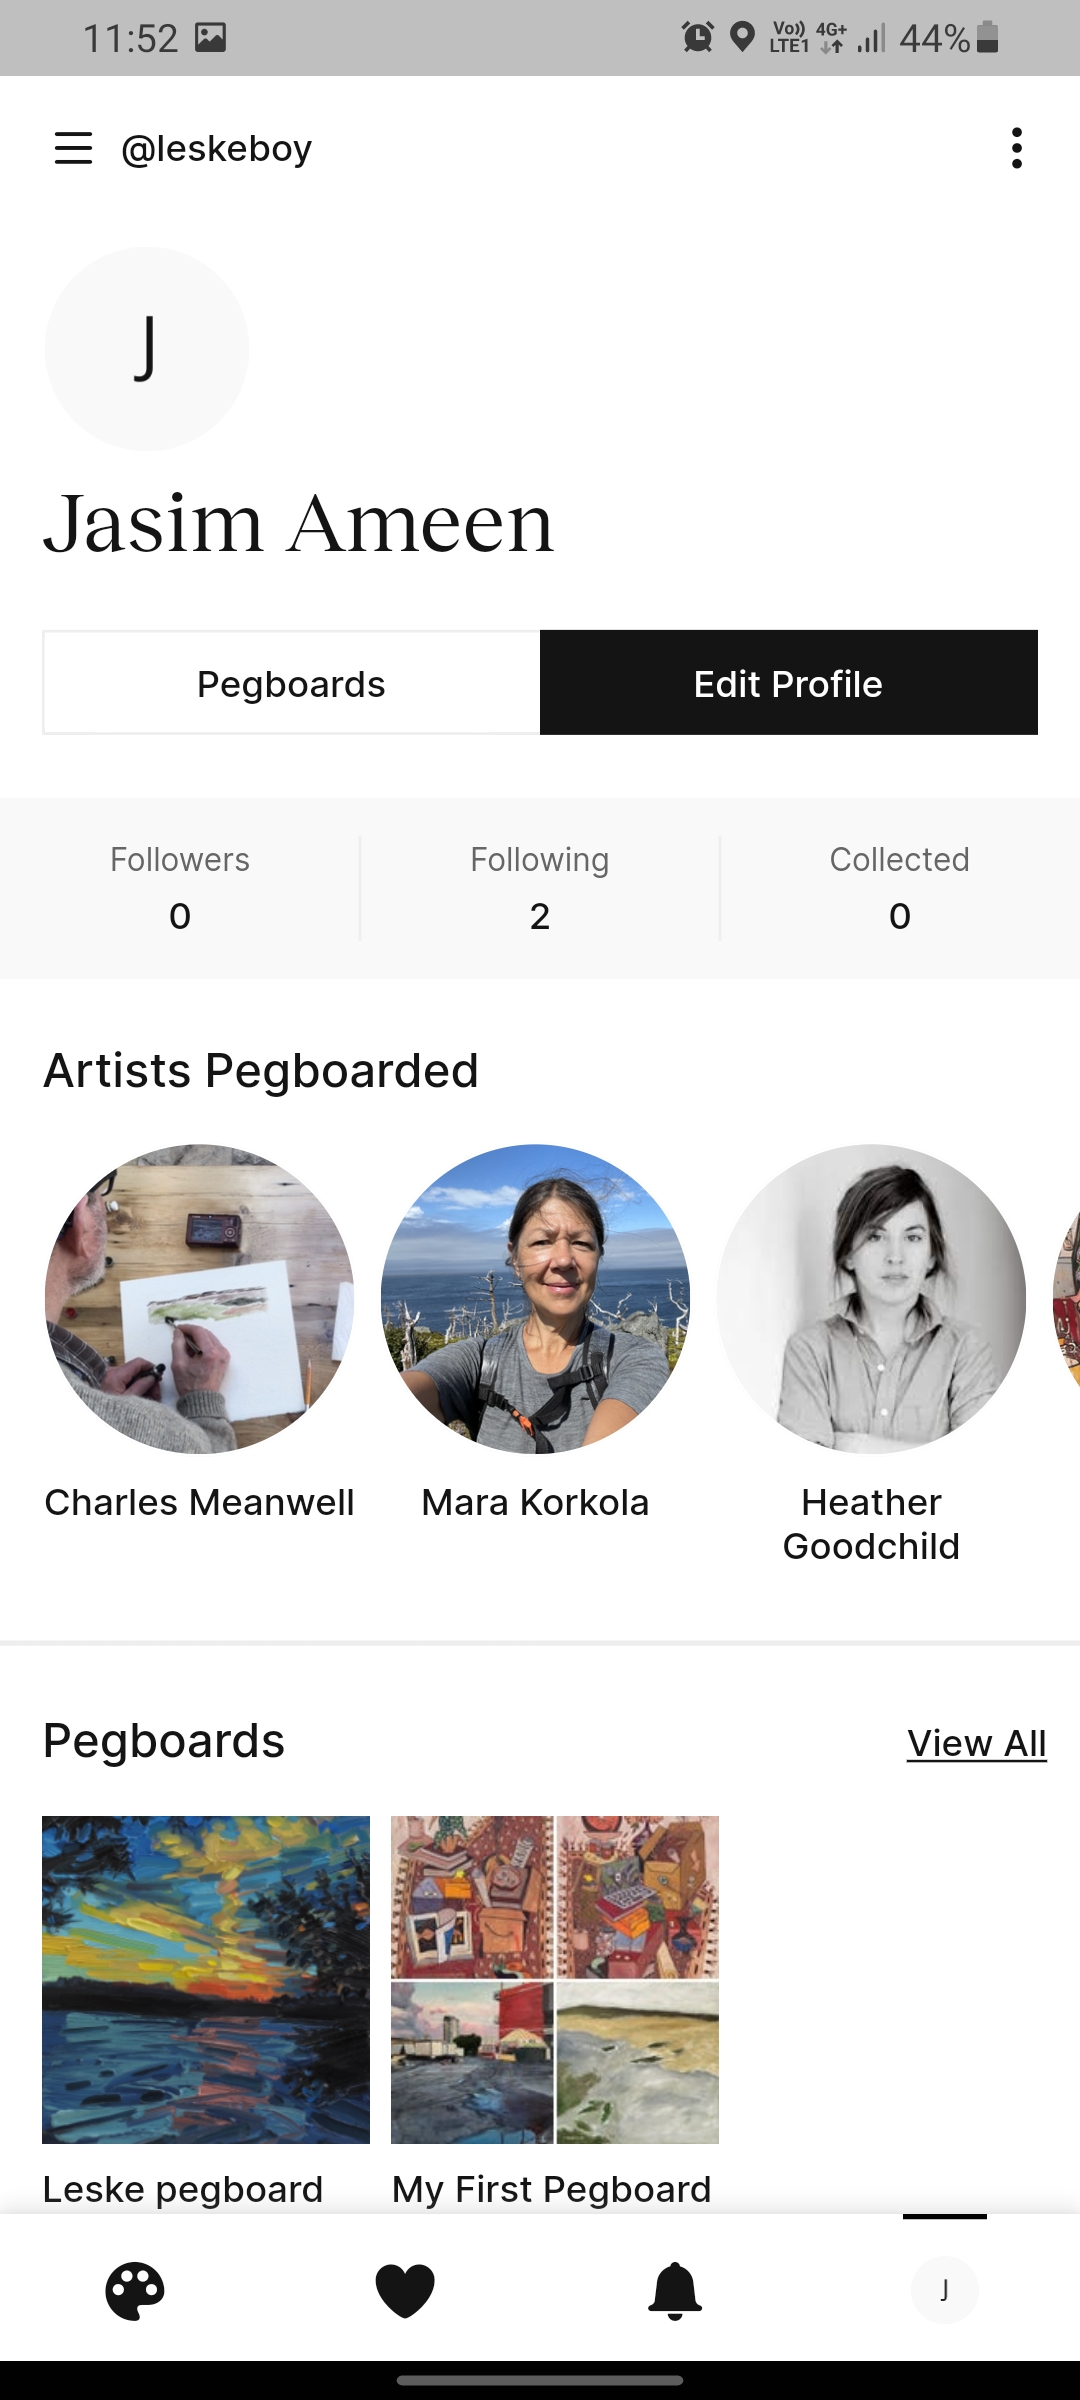 11:52 Vo)) LTE1 4G+ 44%
@leskeboy
J
Jasim Ameen
Pegboards Edit Profile
Followers Following Collected
0 2 0
Artists Pegboarded
Charles Meanwell Mara Korkola Heather
Goodchild
Pegboards View All
Leske pegboard My First Pegboard
J